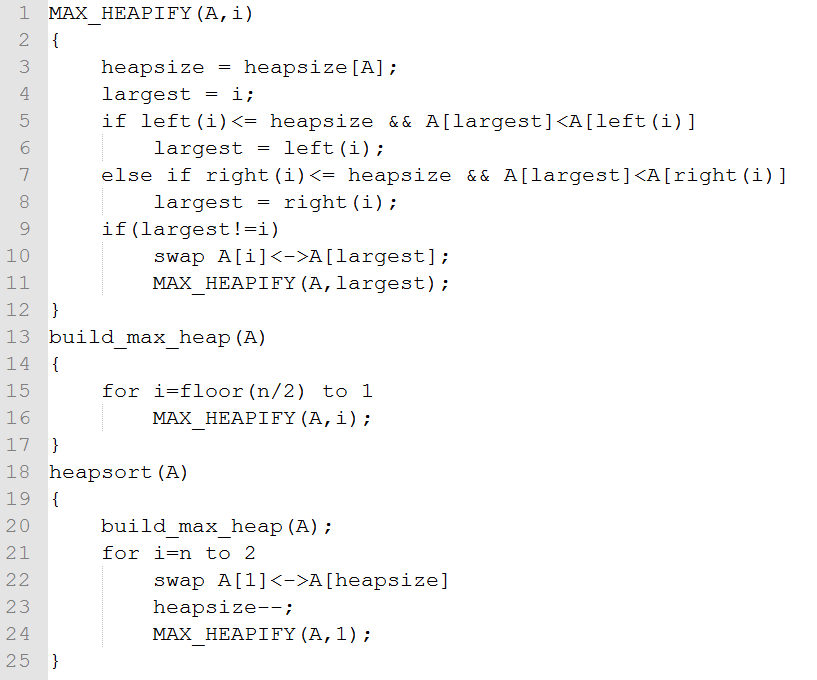 1 MAX_HEAPIFY(A,i)
2 {
3     heapsize = heapsize[A];
4     largest = i;
5     if left(i)<= heapsize && A[largest]<A[left(i)]
6         largest = left(i);
7     else if right(i)<= heapsize && A[largest]<A[right(i)]
8         largest = right(i);
9     if(largest!=i)
10         swap A[i]<->A[largest];
11         MAX_HEAPIFY(A,largest);
12 }
13 build_max_heap(A)
14 {
15     for i=floor(n/2) to 1
16         MAX_HEAPIFY(A,i);
17 }
18 heapsort(A)
19 {
20     build_max_heap(A);
21     for i=n to 2
22         swap A[1]<->A[heapsize]
23         heapsize--;
24         MAX_HEAPIFY(A,1);
25 }